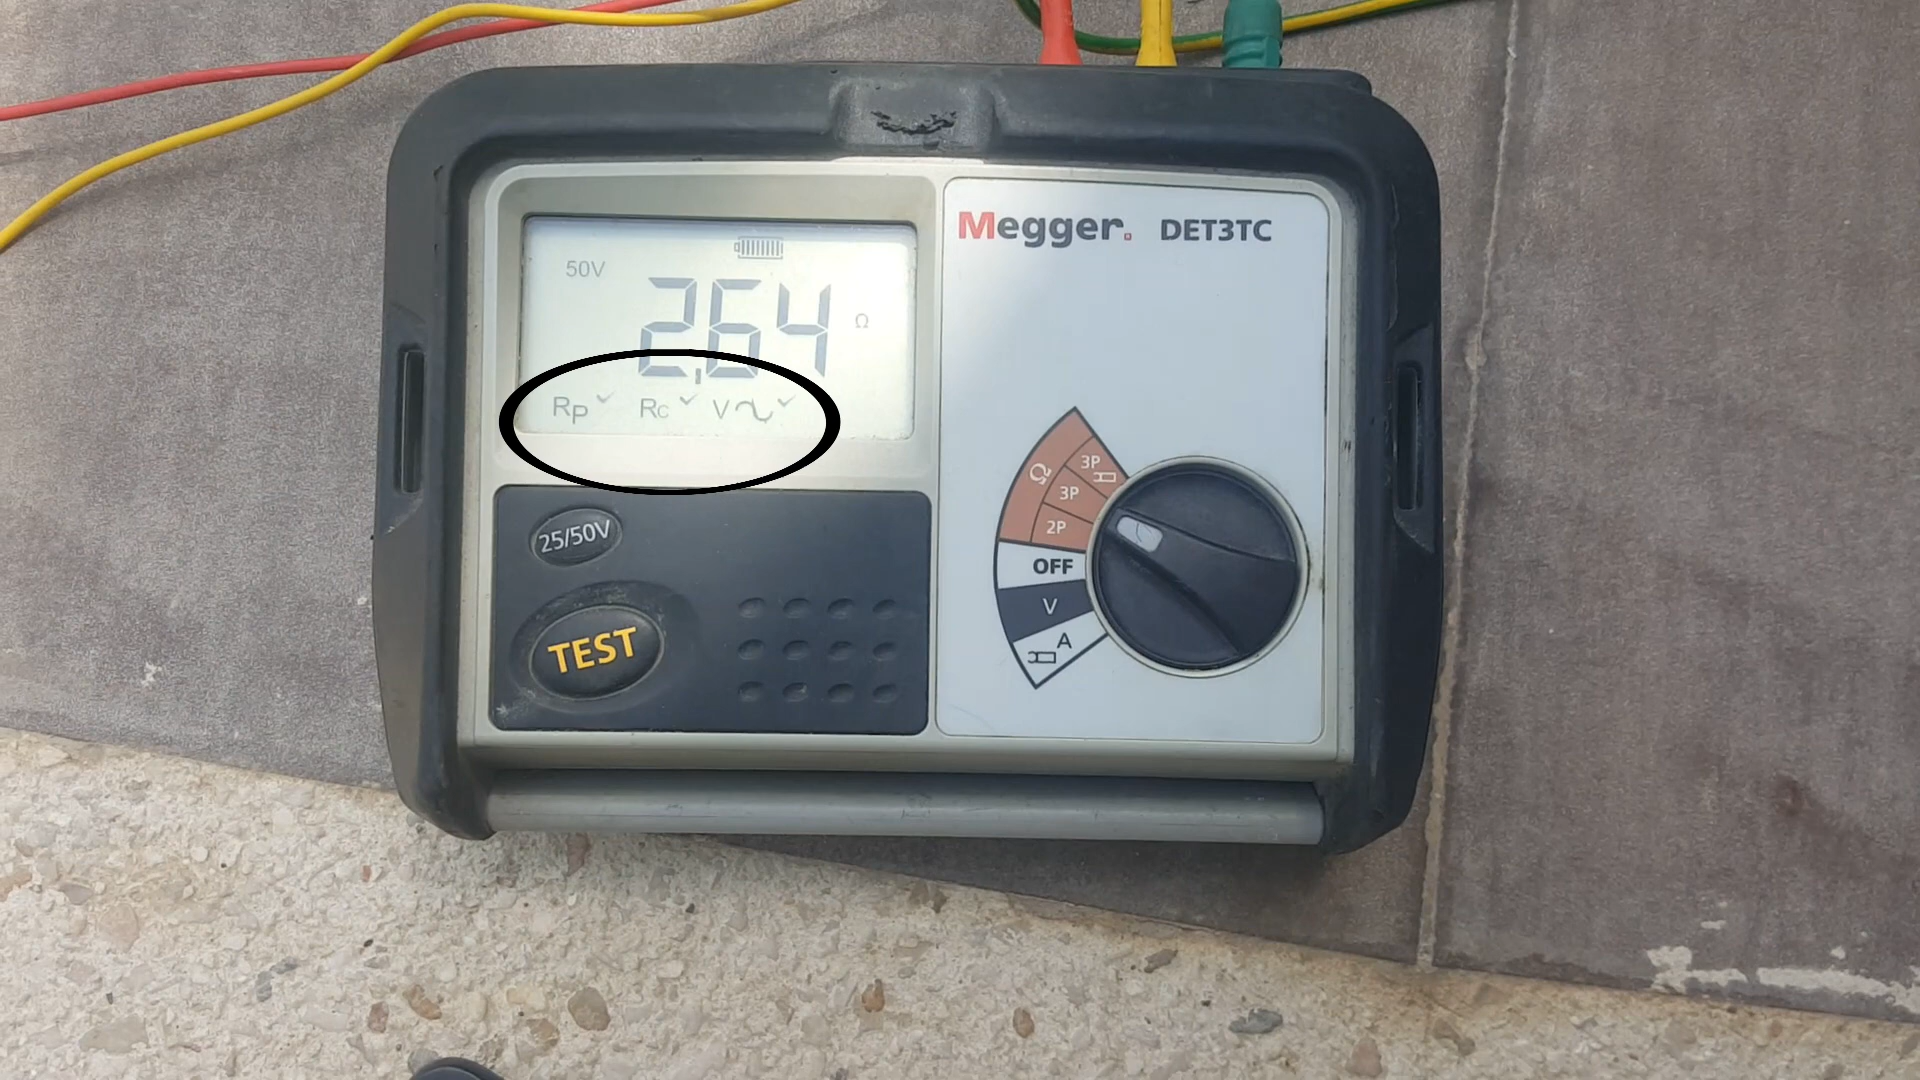 Megger. DET3TC
50V
2.64 Ω
Rp ✓ Rc ✓ V ✓
25/50V
TEST
Ω
3P
3P
2P
OFF
V
A